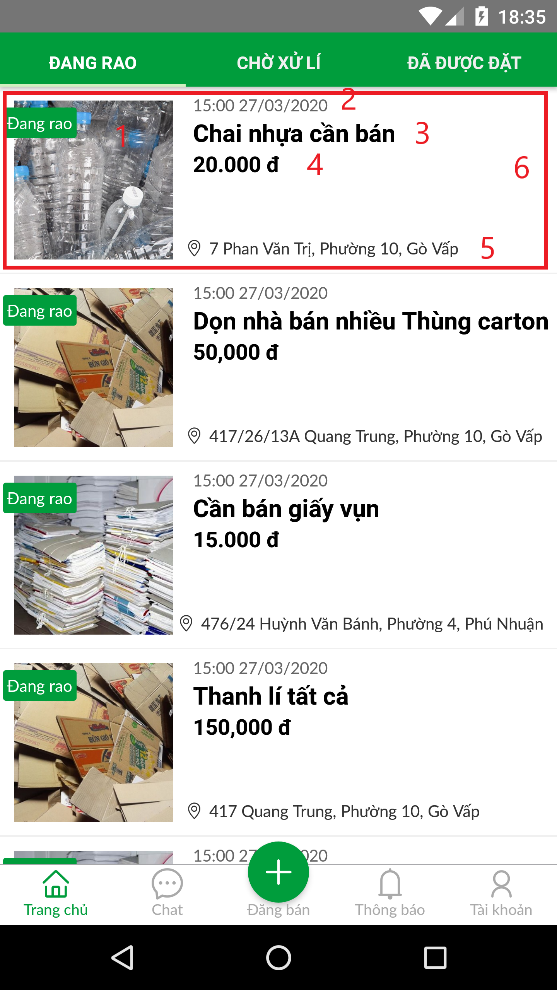 18:35
ĐANG RAO CHỜ XỬ LÍ ĐÃ ĐƯỢC ĐẶT
15:00 27/03/2020 2
Đang rao
1
Chai nhựa cần bán 3
20.000 đ 4
6
7 Phan Văn Trị, Phường 10, Gò Vấp 5
15:00 27/03/2020
Đang rao
Dọn nhà bán nhiều Thùng carton
50,000 đ
417/26/13A Quang Trung, Phường 10, Gò Vấp
15:00 27/03/2020
Đang rao
Cần bán giấy vụn
15.000 đ
476/24 Huỳnh Văn Bánh, Phường 4, Phú Nhuận
15:00 27/03/2020
Đang rao
Thanh lí tất cả
150,000 đ
417 Quang Trung, Phường 10, Gò Vấp
15:00 27 20
Trang chủ Chat Đăng bán Thông báo Tài khoản